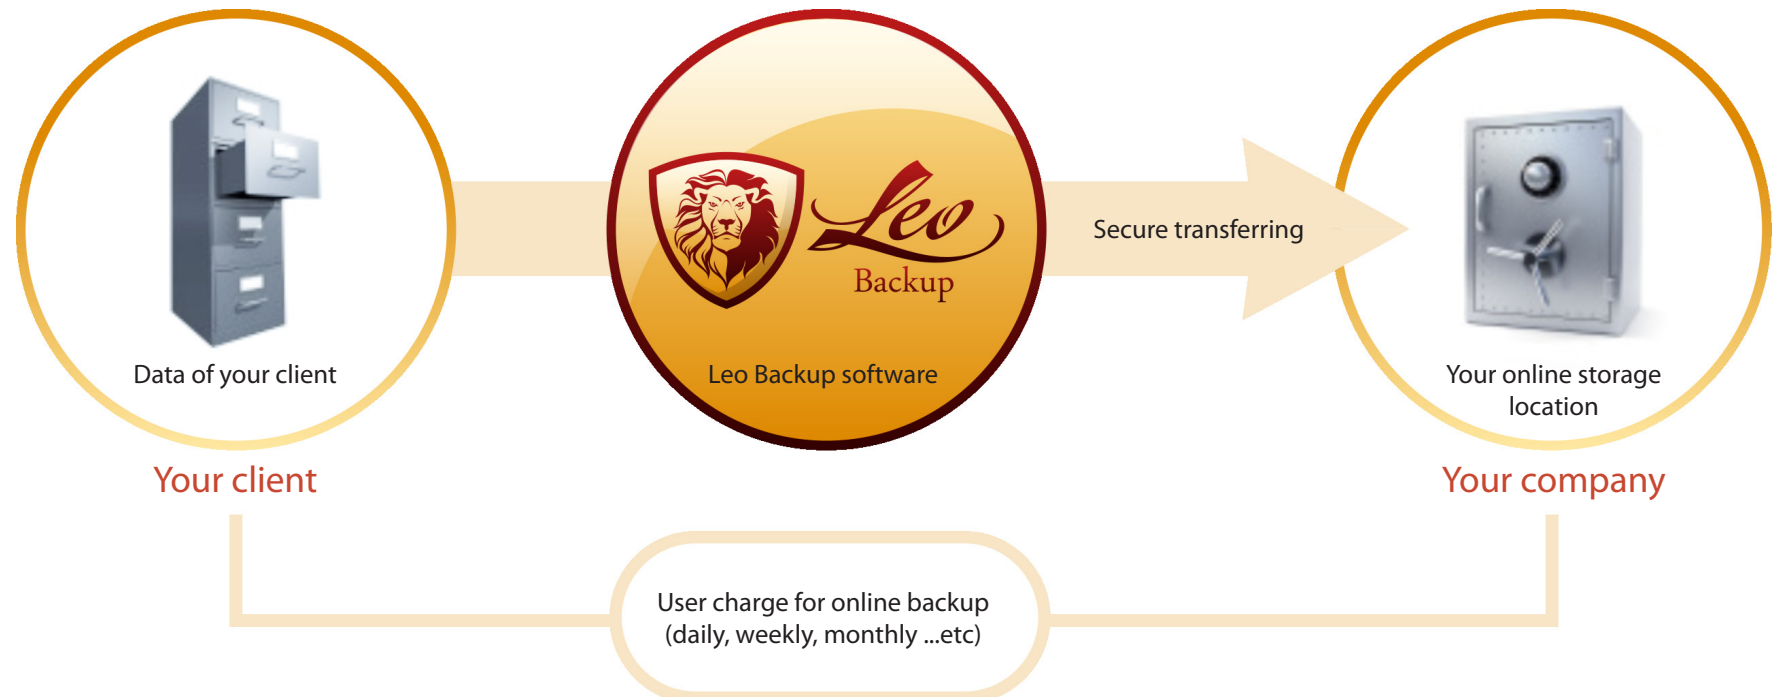 Leo
Backup
Secure transferring
Data of your client
Leo Backup software
Your online storage
location
Your client
Your company
User charge for online backup
(daily, weekly, monthly ...etc)